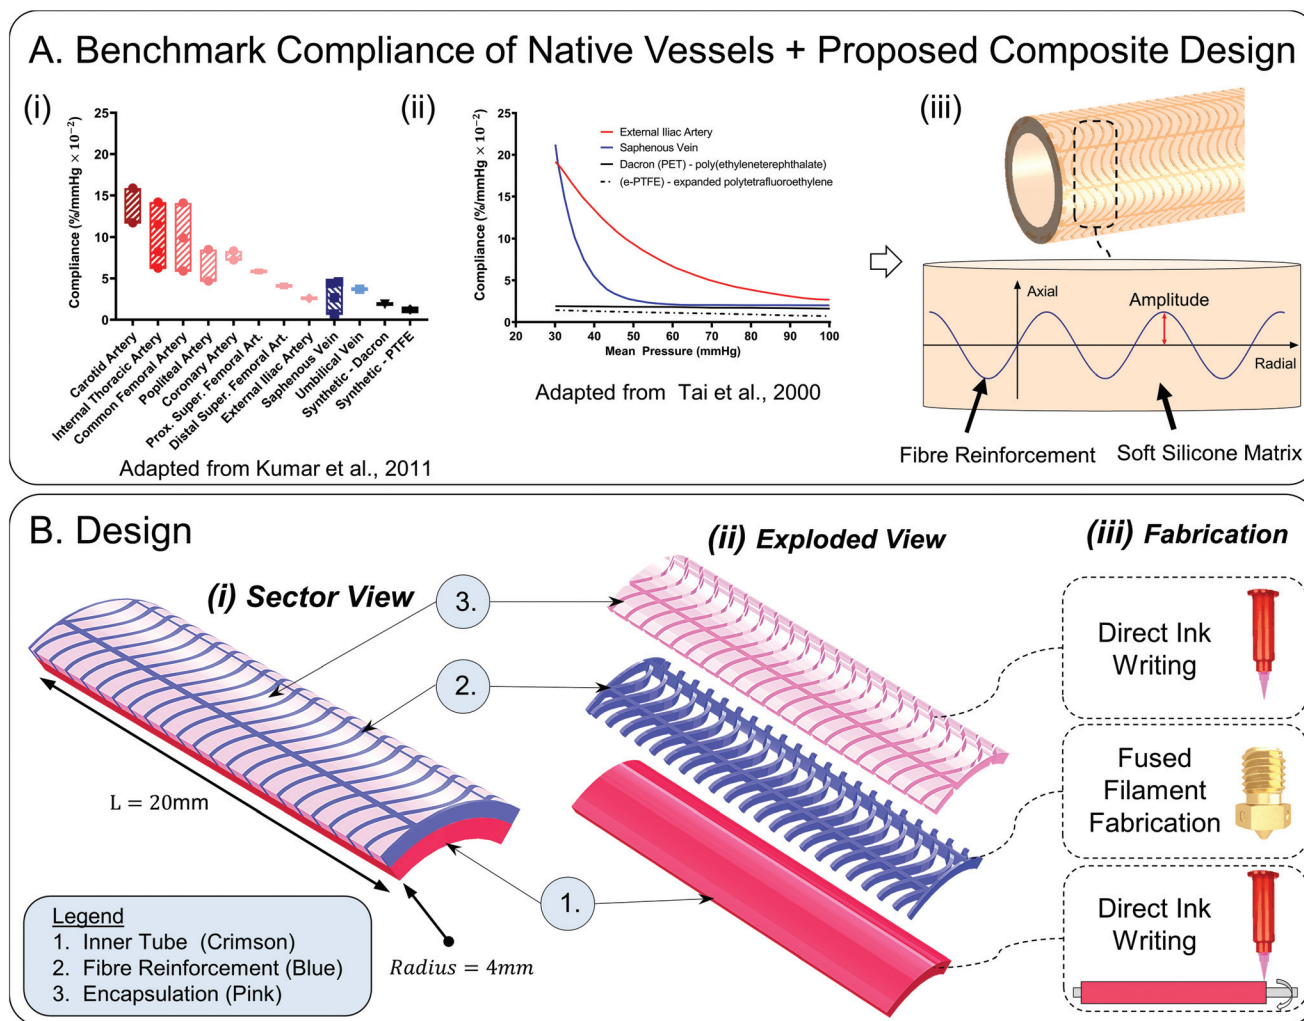 A. Benchmark Compliance of Native Vessels + Proposed Composite Design
(i)
Compliance (%/mmHg × 10⁻²)
25
20
15
10
5
0
Carotid Artery
Internal Thoracic Artery
Common Femoral Artery
Popliteal Artery
Coronary Artery
Prox. Super. Femoral Art.
Distal Super. Femoral Art.
External Iliac Artery
Saphenous Vein
Umbilical Vein
Synthetic - Dacron
Synthetic - PTFE
Adapted from Kumar et al., 2011
(ii)
Compliance (%/mmHg × 10⁻²)
25
20
15
10
5
0
20
30
40
50
60
70
80
90
100
Mean Pressure (mmHg)
External Iliac Artery
Saphenous Vein
Dacron (PET) - poly(ethyleneterephthalate)
(e-PTFE) - expanded polytetrafluoroethylene
Adapted from Tai et al., 2000
(iii)
Axial
Amplitude
Radial
Fibre Reinforcement
Soft Silicone Matrix
B. Design
(i) Sector View
3.
2.
1.
L = 20mm
Radius = 4mm
Legend
1. Inner Tube (Crimson)
2. Fibre Reinforcement (Blue)
3. Encapsulation (Pink)
(ii) Exploded View
(iii) Fabrication
Direct Ink
Writing
Fused
Filament
Fabrication
Direct Ink
Writing